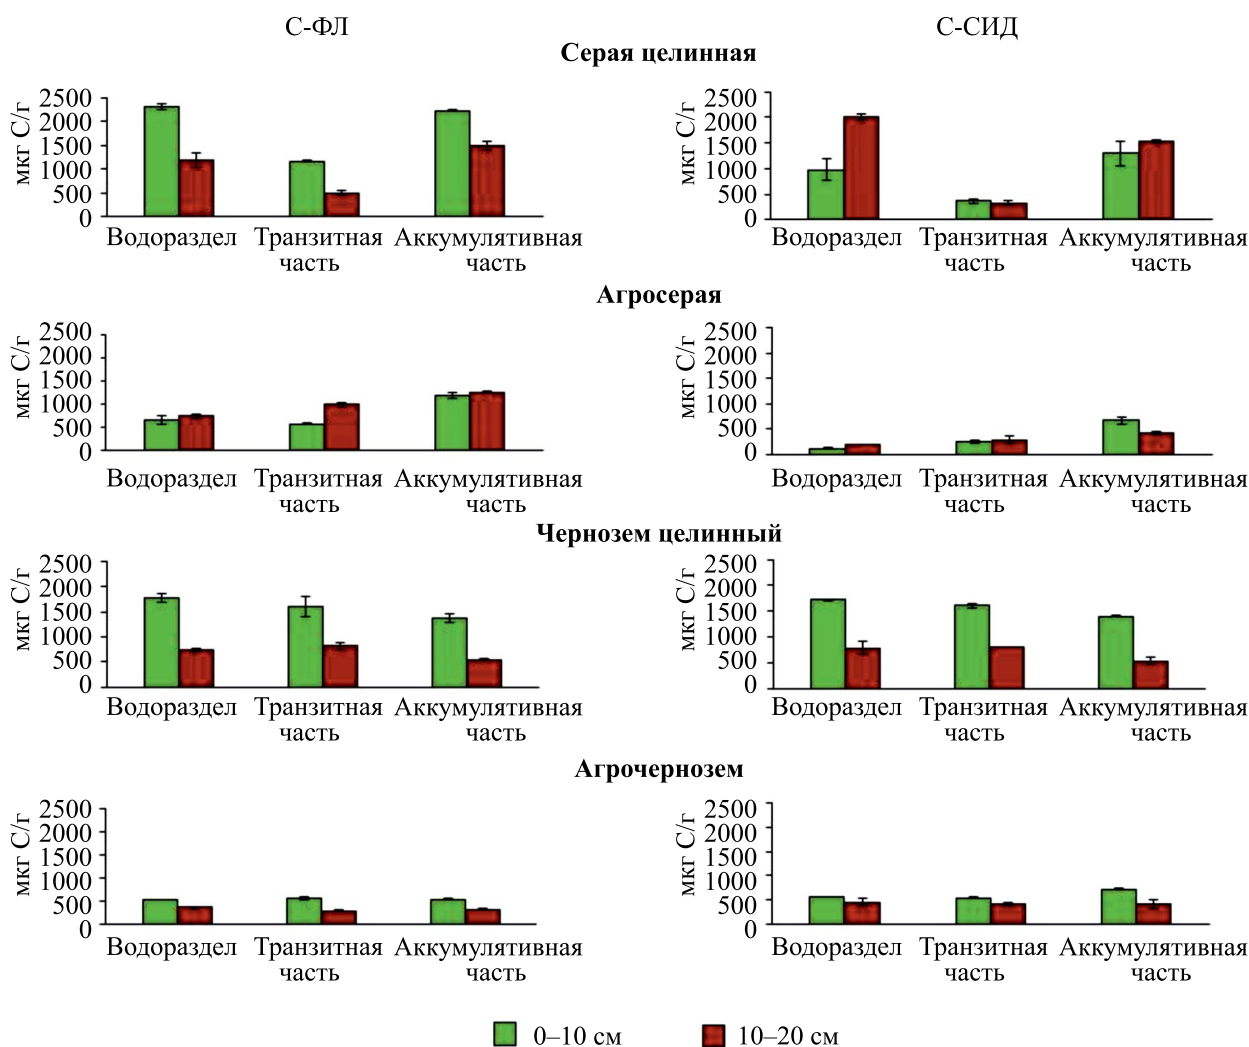 С-ФЛ С-СИД
Серая целинная
мкг С/г 2500 2000 1500 1000 500 0
Водораздел Транзитная часть Аккумулятивная часть
мкг С/г 2500 2000 1500 1000 500 0
Водораздел Транзитная часть Аккумулятивная часть
Агросерая
мкг С/г 2500 2000 1500 1000 500 0
Водораздел Транзитная часть Аккумулятивная часть
мкг С/г 2500 2000 1500 1000 500 0
Водораздел Транзитная часть Аккумулятивная часть
Чернозем целинный
мкг С/г 2500 2000 1500 1000 500 0
Водораздел Транзитная часть Аккумулятивная часть
мкг С/г 2500 2000 1500 1000 500 0
Водораздел Транзитная часть Аккумулятивная часть
Агрочернозем
мкг С/г 2500 2000 1500 1000 500 0
Водораздел Транзитная часть Аккумулятивная часть
мкг С/г 2500 2000 1500 1000 500 0
Водораздел Транзитная часть Аккумулятивная часть
0–10 см 10–20 см